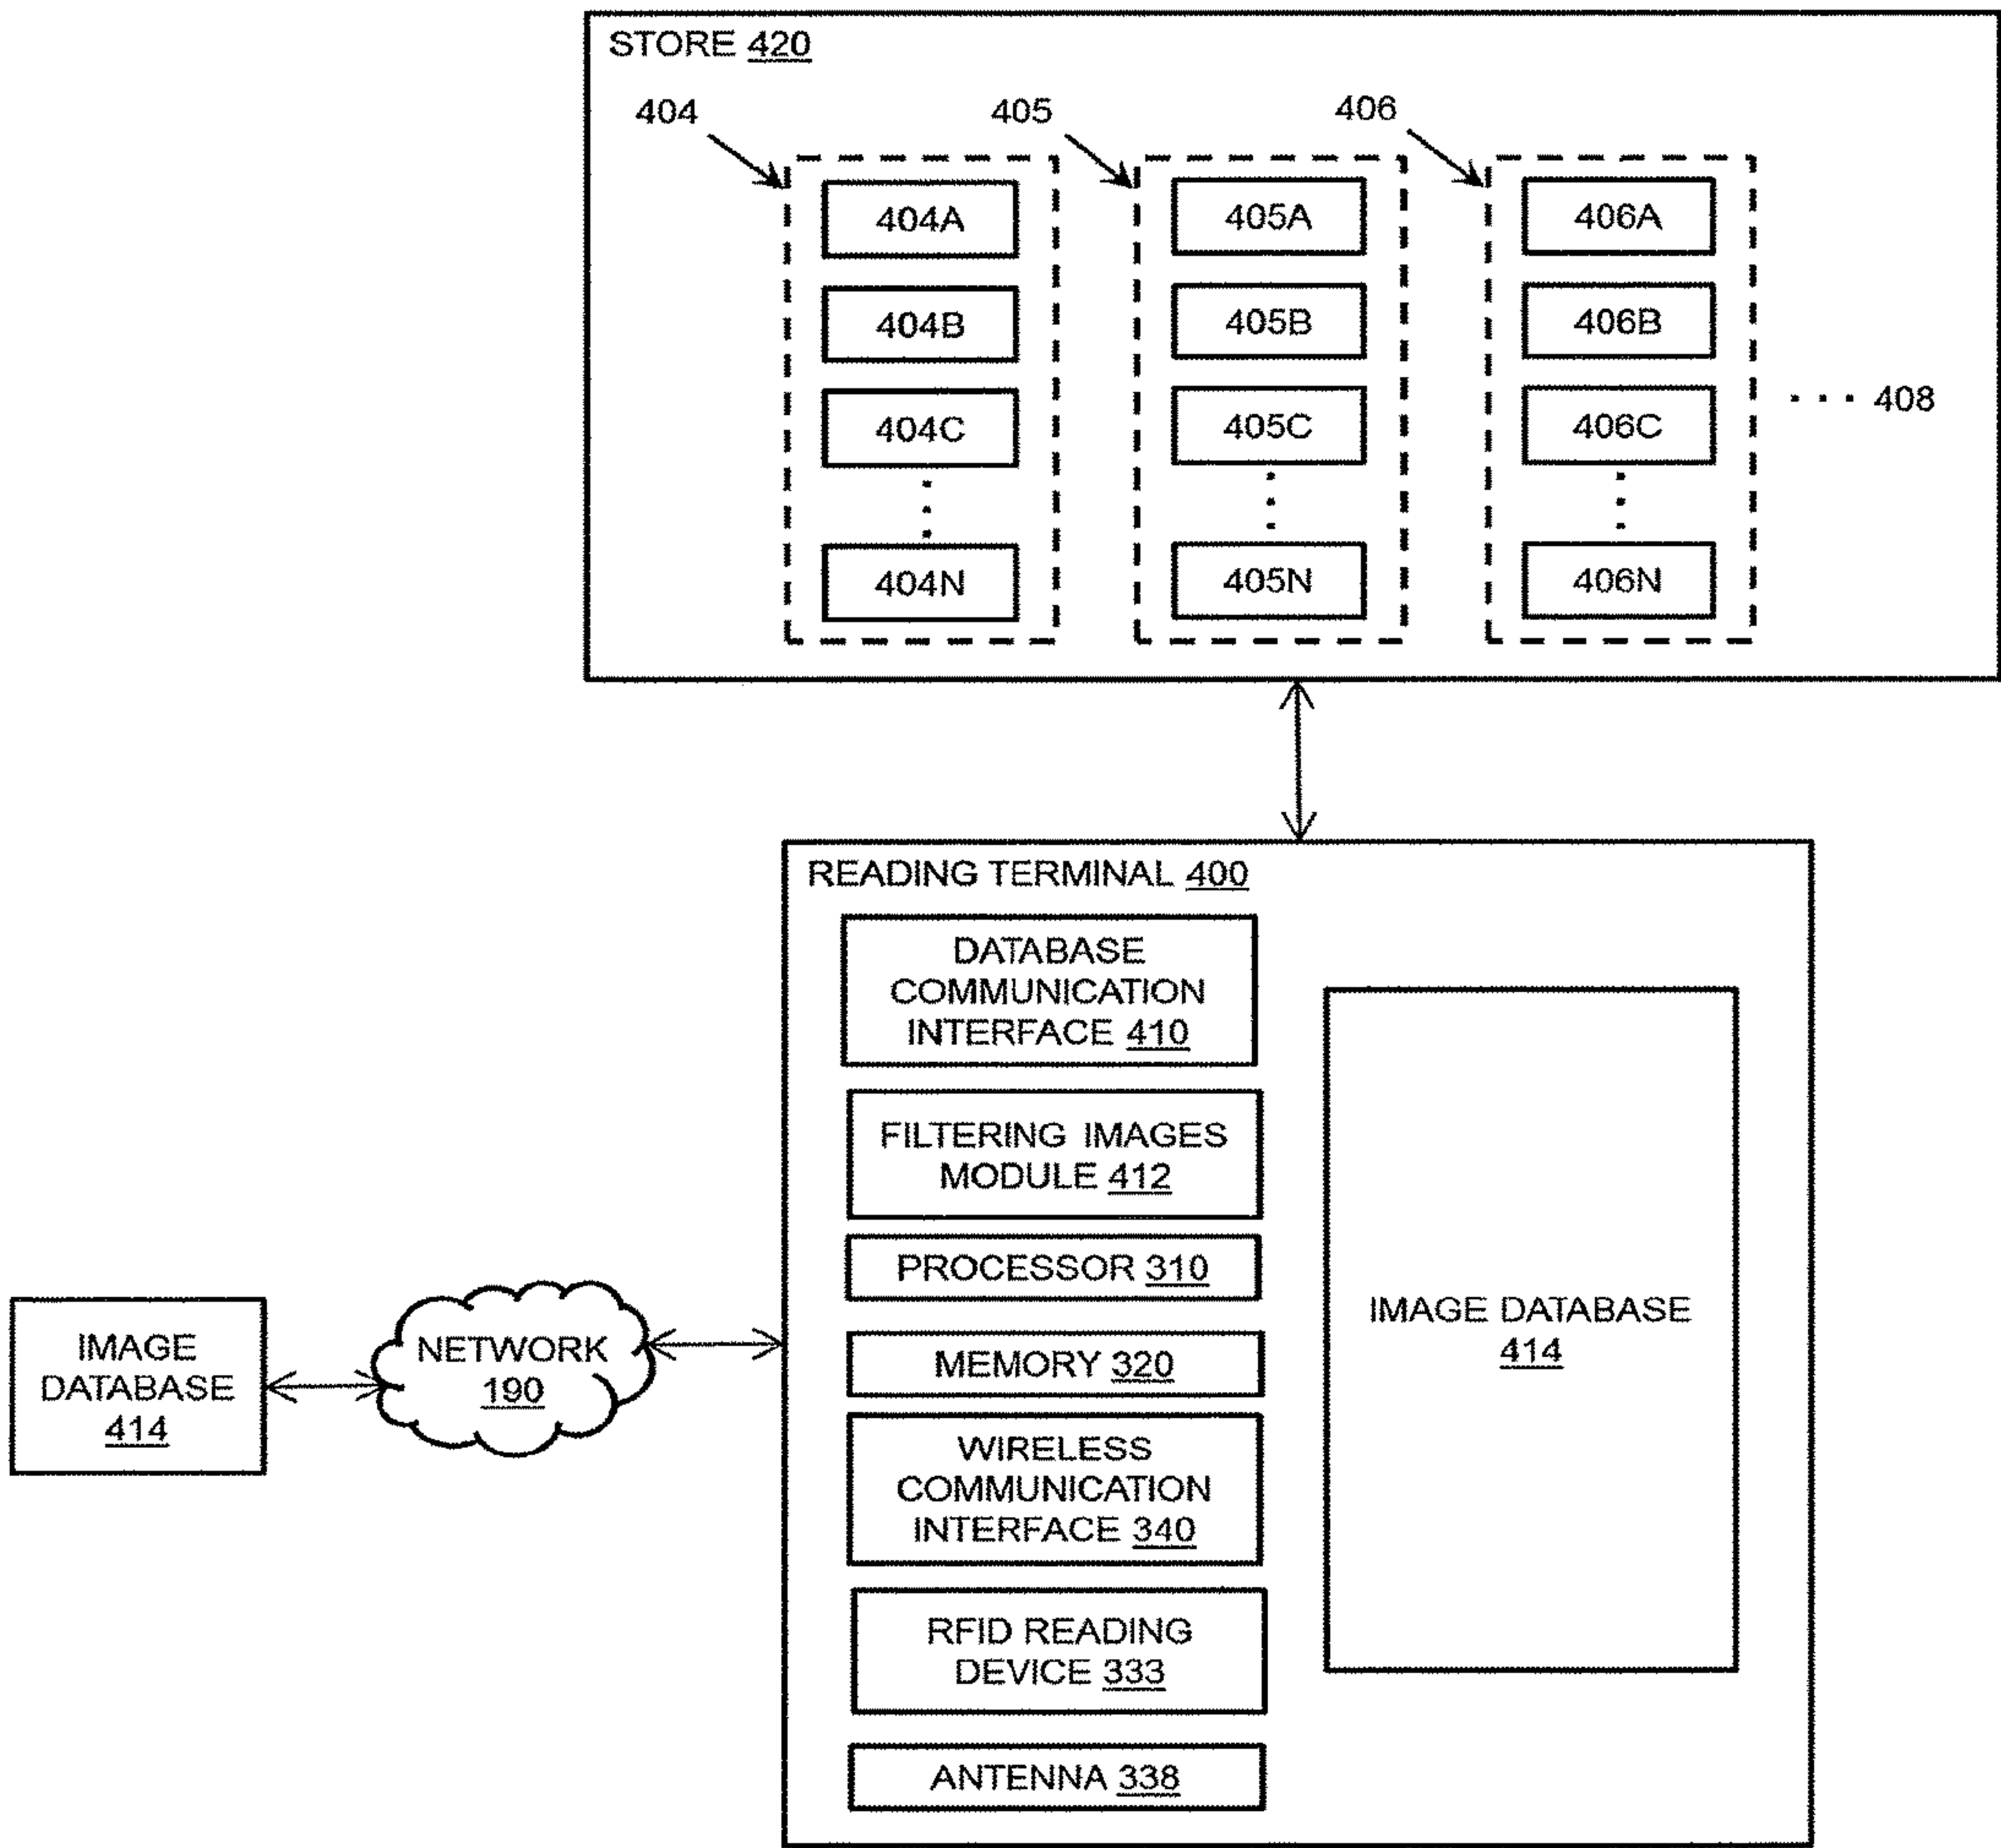 STORE 420
404
405
406
404A
405A
406A
404B
405B
406B
404C
405C
406C
. . . 408
404N
405N
406N
READING TERMINAL 400
DATABASE
COMMUNICATION
INTERFACE 410
FILTERING IMAGES
MODULE 412
PROCESSOR 310
MEMORY 320
WIRELESS
COMMUNICATION
INTERFACE 340
RFID READING
DEVICE 333
ANTENNA 338
IMAGE DATABASE
414
NETWORK
190
IMAGE
DATABASE
414